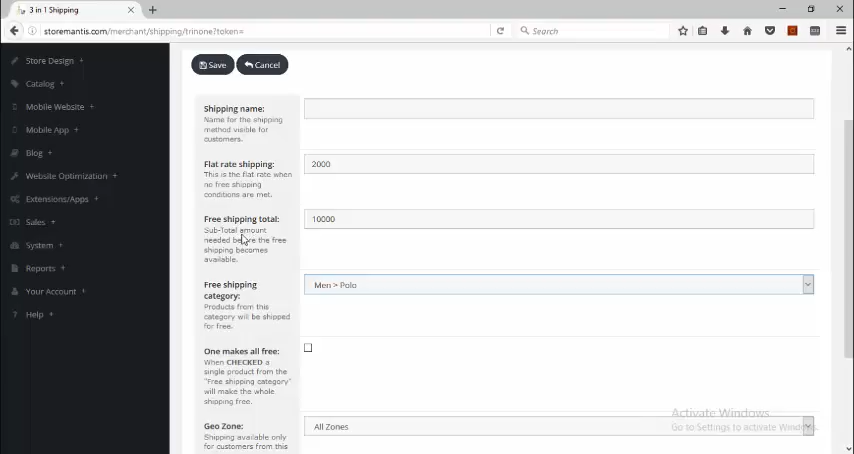 3 in 1 Shipping
storemantis.com/merchant/shipping/trinone?token=
Search
Store Design +
Catalog +
Mobile Website +
Mobile App +
Blog +
Website Optimization +
Extensions/Apps +
Sales +
System +
Reports +
Your Account +
Help +
Save
Cancel
Shipping name:
Name for the shipping
method visible for
customers.
Flat rate shipping:
This is the flat rate when
no free shipping
conditions are met.
2000
Free shipping total:
Sub-Total amount
needed before the free
shipping becomes
available.
10000
Free shipping
category:
Products from this
category will be shipped
for free.
Men > Polo
One makes all free:
When CHECKED a
single product from the
"Free shipping category"
will make the whole
shipping free.
Geo Zone:
Shipping available only
for customers from this
All Zones
Activate Windows
Go to Settings to activate Windows.